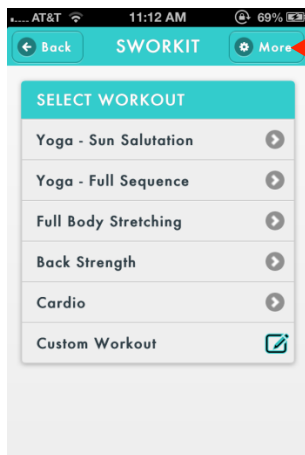 AT&T 11:12 AM 69%
Back SWORKIT More
SELECT WORKOUT
Yoga - Sun Salutation
Yoga - Full Sequence
Full Body Stretching
Back Strength
Cardio
Custom Workout